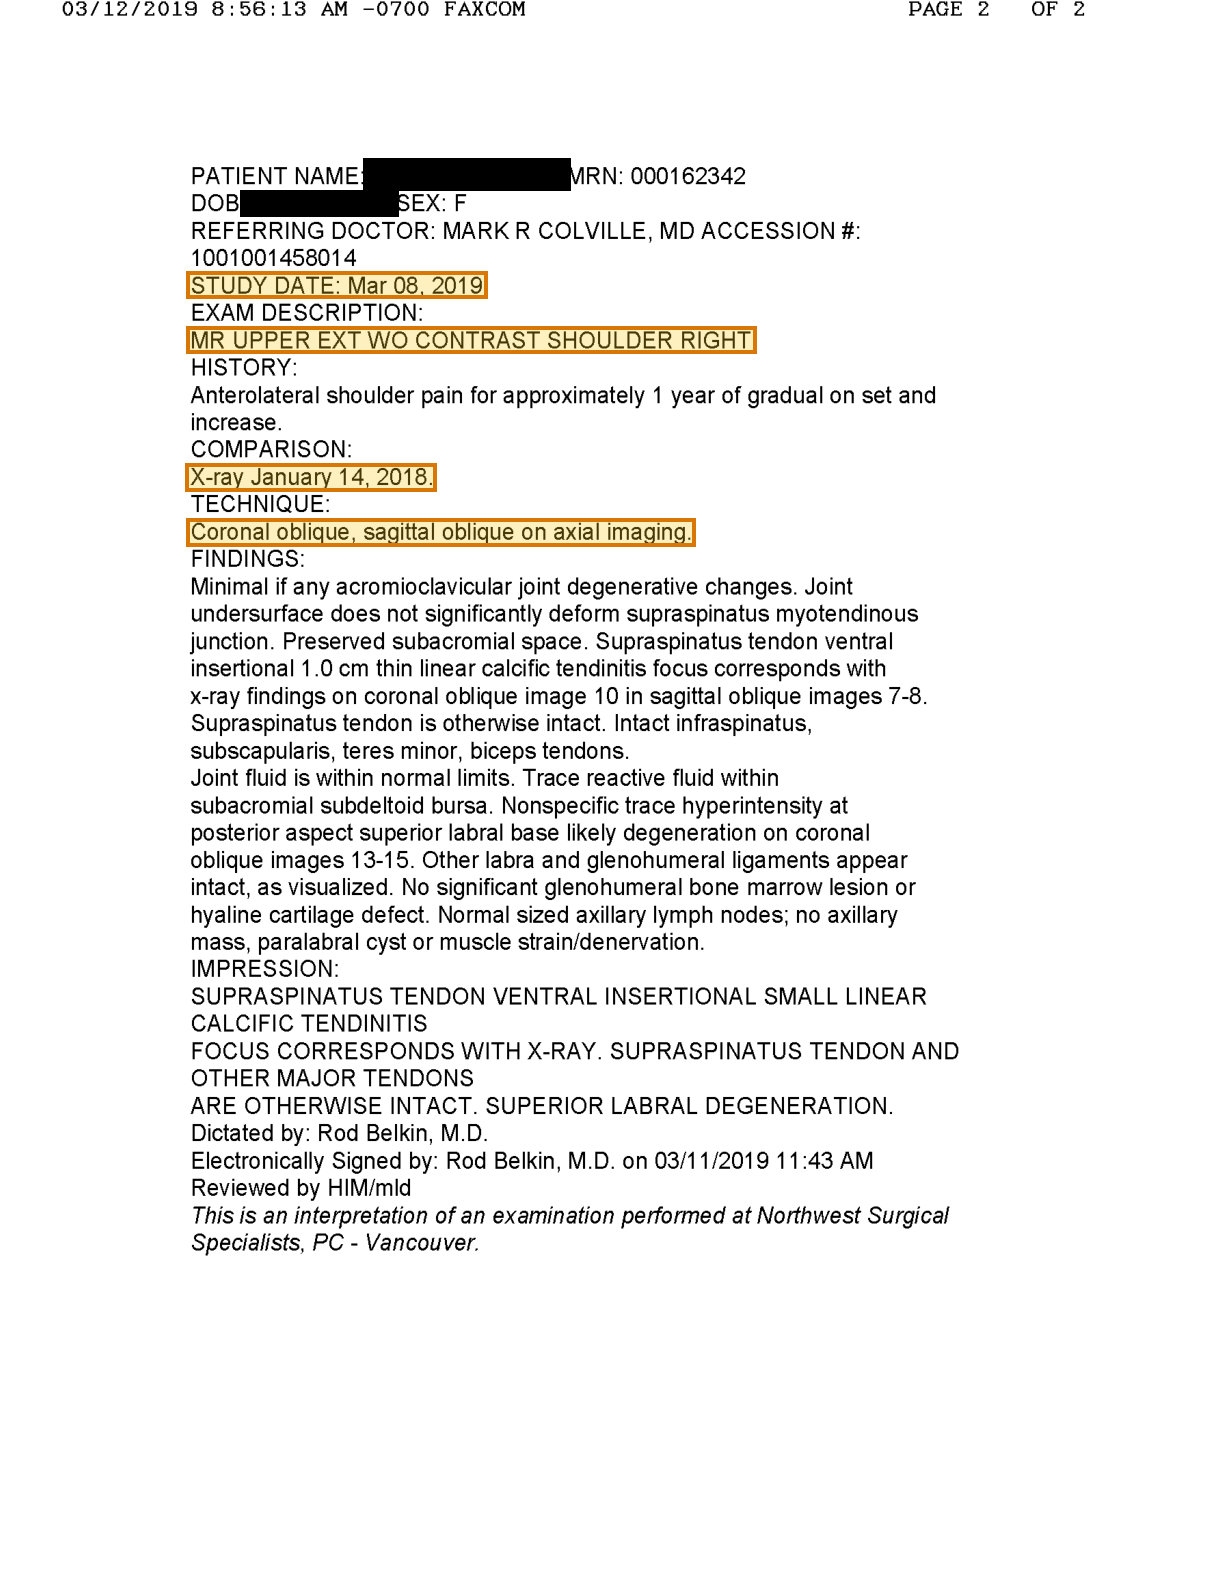 03/12/2019 8:56:13 AM -0700 FAXCOM PAGE 2 OF 2
PATIENT NAME: MRN: 000162342
DOB SEX: F
REFERRING DOCTOR: MARK R COLVILLE, MD ACCESSION #:
1001001458014
STUDY DATE: Mar 08, 2019
EXAM DESCRIPTION:
MR UPPER EXT WO CONTRAST SHOULDER RIGHT
HISTORY:
Anterolateral shoulder pain for approximately 1 year of gradual on set and
increase.
COMPARISON:
X-ray January 14, 2018.
TECHNIQUE:
Coronal oblique, sagittal oblique on axial imaging.
FINDINGS:
Minimal if any acromioclavicular joint degenerative changes. Joint
undersurface does not significantly deform supraspinatus myotendinous
junction. Preserved subacromial space. Supraspinatus tendon ventral
insertional 1.0 cm thin linear calcific tendinitis focus corresponds with
x-ray findings on coronal oblique image 10 in sagittal oblique images 7-8.
Supraspinatus tendon is otherwise intact. Intact infraspinatus,
subscapularis, teres minor, biceps tendons.
Joint fluid is within normal limits. Trace reactive fluid within
subacromial subdeltoid bursa. Nonspecific trace hyperintensity at
posterior aspect superior labral base likely degeneration on coronal
oblique images 13-15. Other labra and glenohumeral ligaments appear
intact, as visualized. No significant glenohumeral bone marrow lesion or
hyaline cartilage defect. Normal sized axillary lymph nodes; no axillary
mass, paralabral cyst or muscle strain/denervation.
IMPRESSION:
SUPRASPINATUS TENDON VENTRAL INSERTIONAL SMALL LINEAR
CALCIFIC TENDINITIS
FOCUS CORRESPONDS WITH X-RAY. SUPRASPINATUS TENDON AND
OTHER MAJOR TENDONS
ARE OTHERWISE INTACT. SUPERIOR LABRAL DEGENERATION.
Dictated by: Rod Belkin, M.D.
Electronically Signed by: Rod Belkin, M.D. on 03/11/2019 11:43 AM
Reviewed by HIM/mld
This is an interpretation of an examination performed at Northwest Surgical
Specialists, PC - Vancouver.